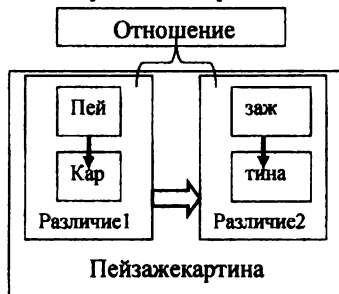 Отношение
Пей
заж
Кар
тина
Различие1
Различие2
Пейзажекартина